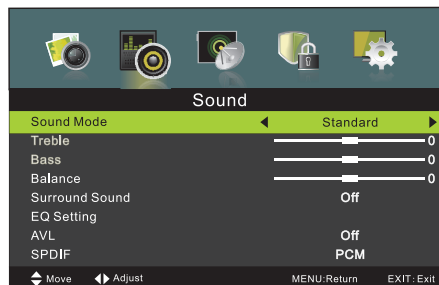 Sound
Sound Mode Standard
Treble 0
Bass 0
Balance 0
Surround Sound Off
EQ Setting
AVL Off
SPDIF PCM
Move Adjust MENU:Return EXIT:Exit